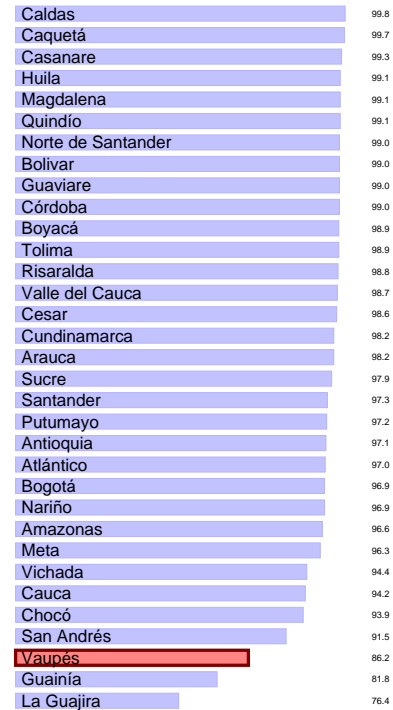 Caldas 99.8
Caquetá 99.7
Casanare 99.3
Huila 99.1
Magdalena 99.1
Quindío 99.1
Norte de Santander 99.0
Bolivar 99.0
Guaviare 99.0
Córdoba 99.0
Boyacá 98.9
Tolima 98.9
Risaralda 98.8
Valle del Cauca 98.7
Cesar 98.6
Cundinamarca 98.2
Arauca 98.2
Sucre 97.9
Santander 97.3
Putumayo 97.2
Antioquia 97.1
Atlántico 97.0
Bogotá 96.9
Nariño 96.9
Amazonas 96.6
Meta 96.3
Vichada 94.4
Cauca 94.2
Chocó 93.9
San Andrés 91.5
Vaupés 86.2
Guainía 81.8
La Guajira 76.4